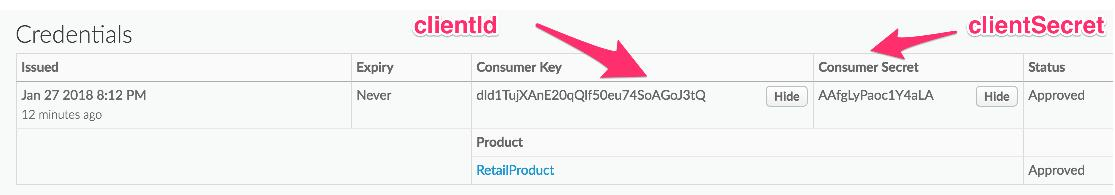 clientId clientSecret
Credentials
Issued Expiry Consumer Key Consumer Secret Status
Jan 27 2018 8:12 PM Never dId1TujXAnE20qQIf50eu74SoAGoJ3tQ Hide AAfgLyPaoc1Y4aLA Hide Approved
12 minutes ago
Product
RetailProduct Approved